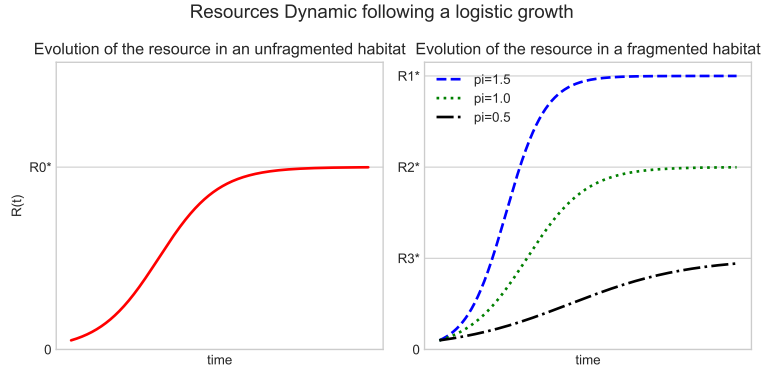 Resources Dynamic following a logistic growth
Evolution of the resource in an unfragmented habitat
R0*
R(t)
0
time
Evolution of the resource in a fragmented habitat
R1*
pi=1.5
pi=1.0
pi=0.5
R2*
R3*
0
time